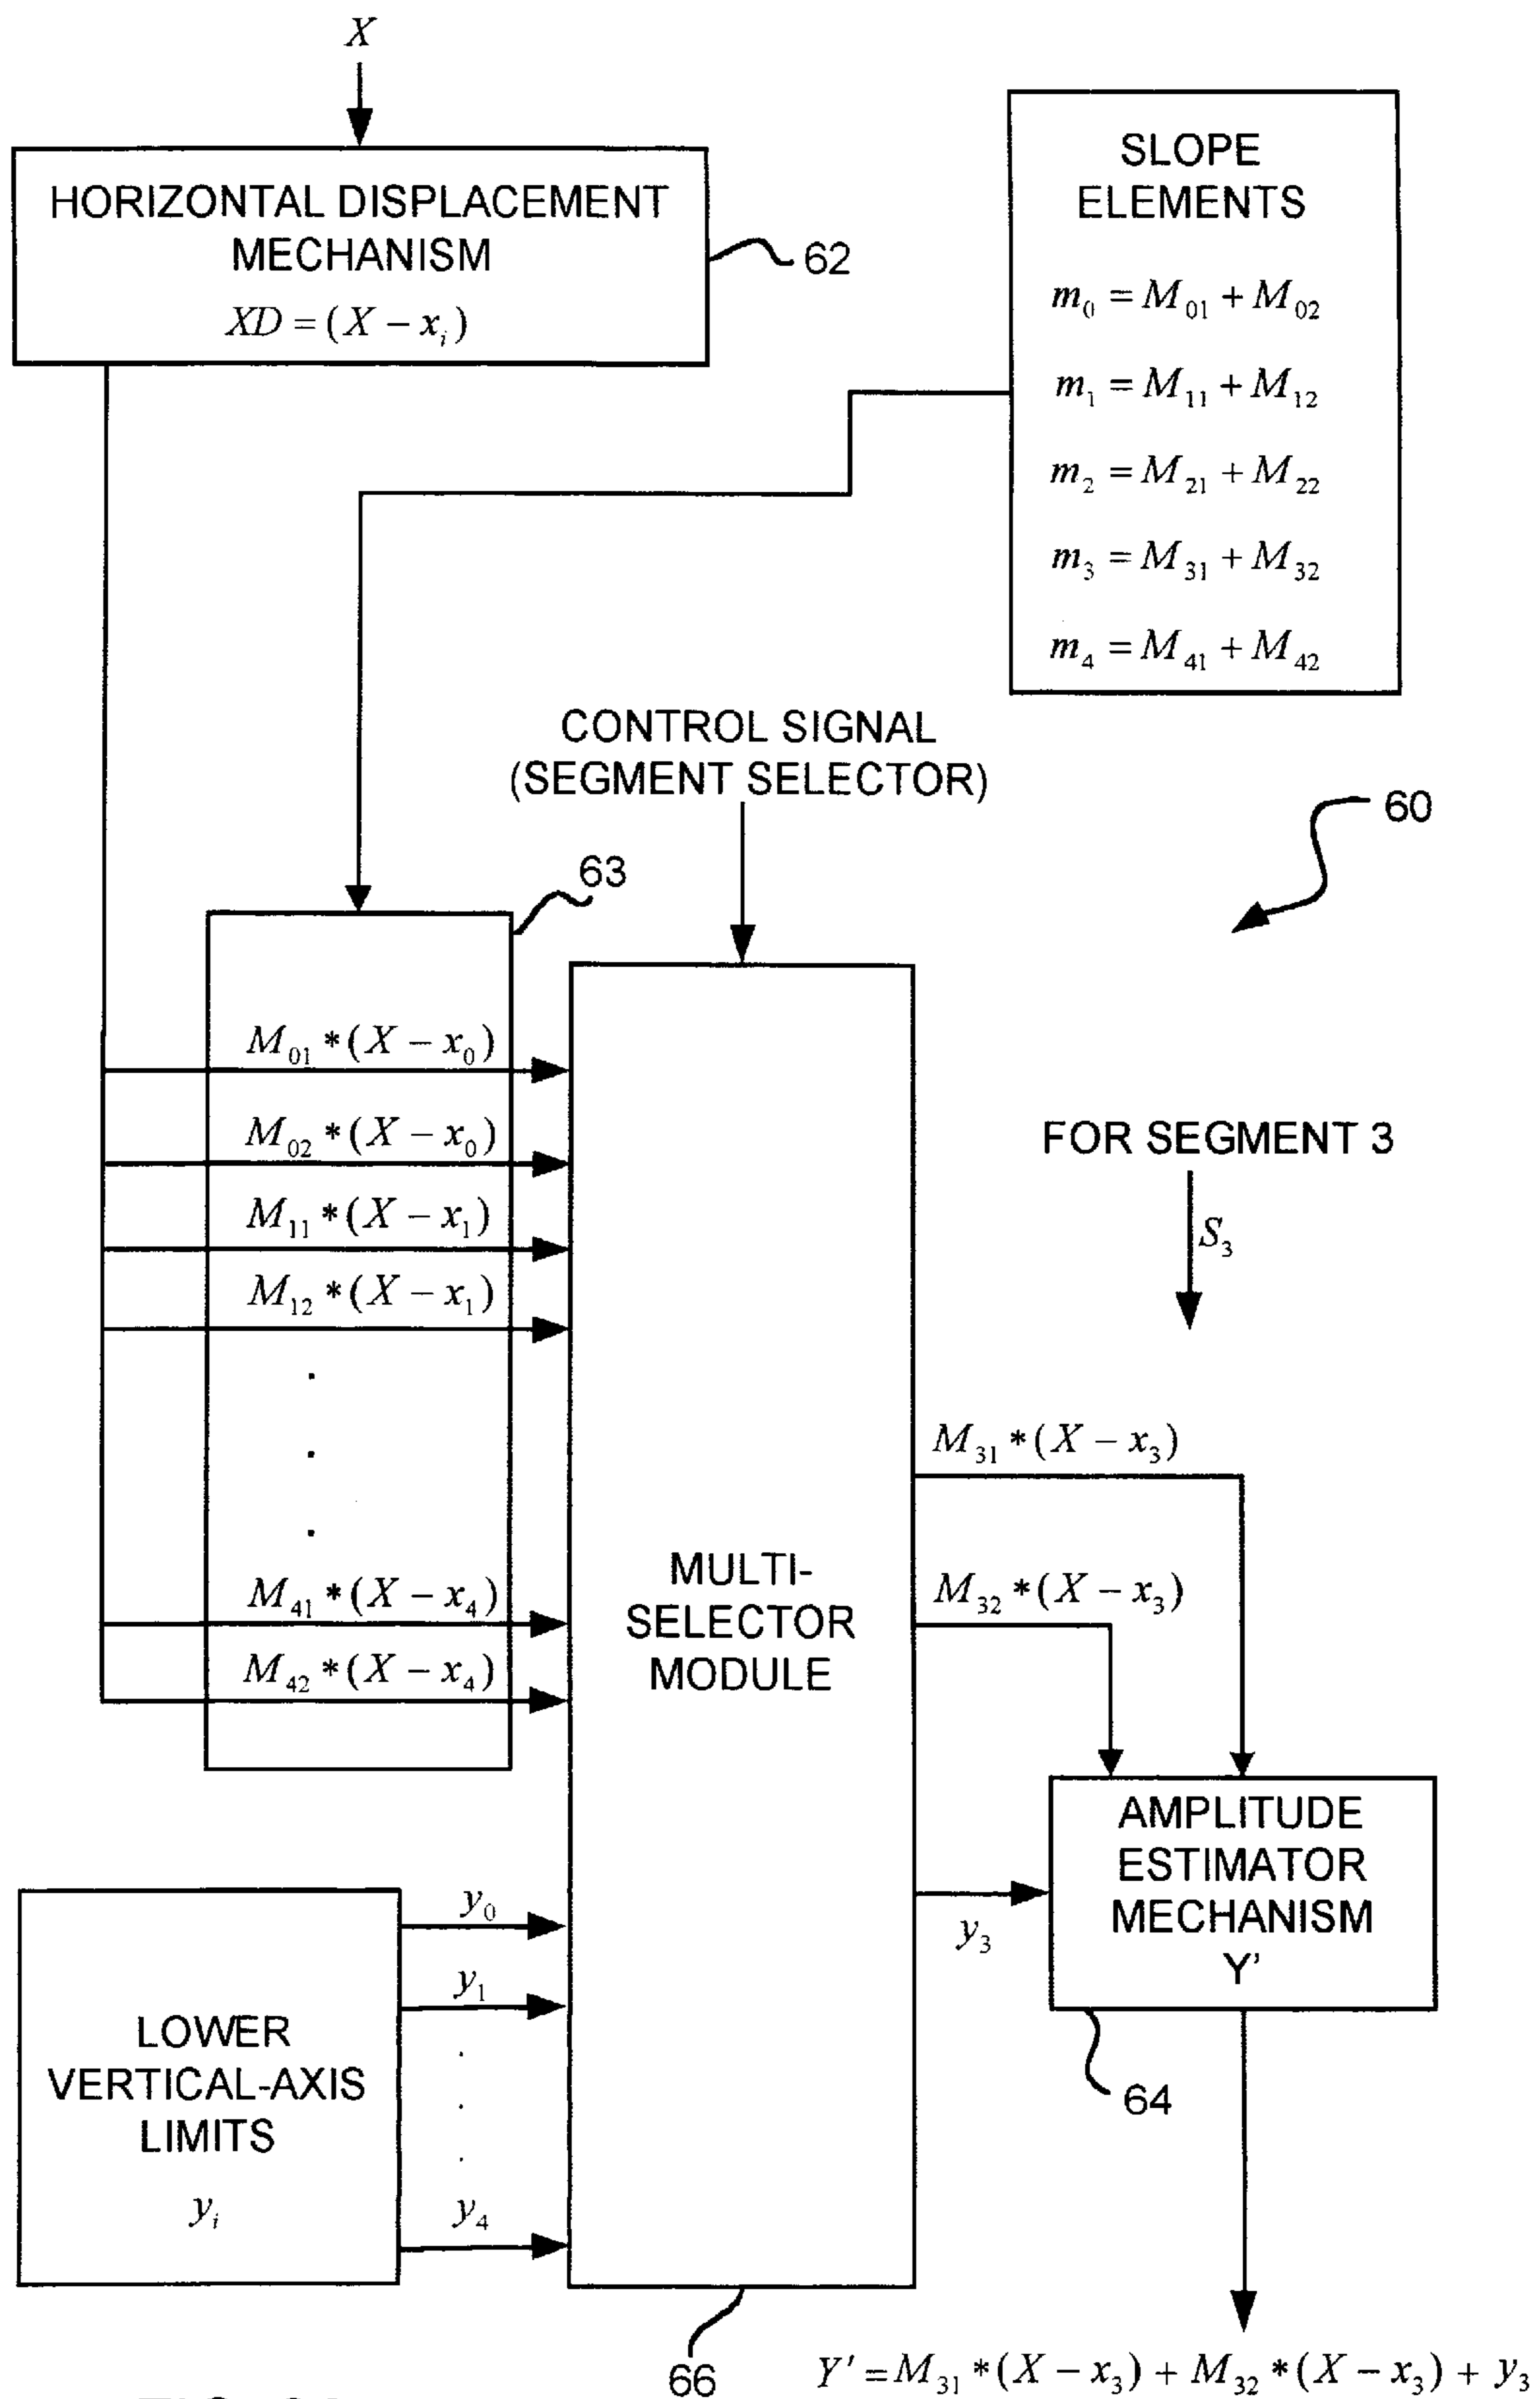 X
HORIZONTAL DISPLACEMENT
MECHANISM
XD = (X − x_i)
62
SLOPE
ELEMENTS
m_0 = M_01 + M_02
m_1 = M_11 + M_12
m_2 = M_21 + M_22
m_3 = M_31 + M_32
m_4 = M_41 + M_42
CONTROL SIGNAL
(SEGMENT SELECTOR)
60
63
M_01 * (X − x_0)
M_02 * (X − x_0)
M_11 * (X − x_1)
M_12 * (X − x_1)
.
.
.
M_41 * (X − x_4)
M_42 * (X − x_4)
FOR SEGMENT 3
S_3
M_31 * (X − x_3)
M_32 * (X − x_3)
MULTI-
SELECTOR
MODULE
AMPLITUDE
ESTIMATOR
MECHANISM
Y'
y_3
64
LOWER
VERTICAL-AXIS
LIMITS
y_i
y_0
y_1
.
.
.
y_4
66
Y' = M_31 * (X − x_3) + M_32 * (X − x_3) + y_3